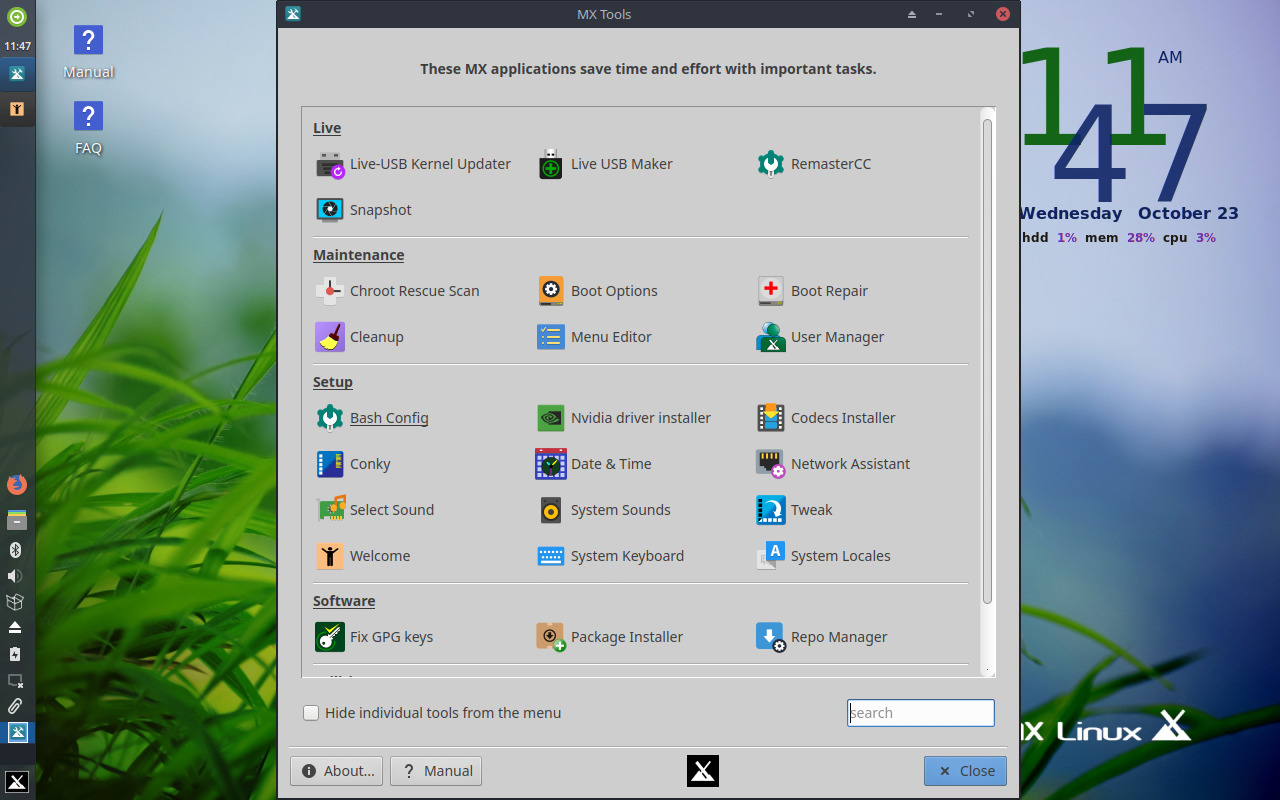 11:47
Manual
FAQ
MX Tools
These MX applications save time and effort with important tasks.
Live
Live-USB Kernel Updater
Live USB Maker
RemasterCC
Snapshot
Maintenance
Chroot Rescue Scan
Boot Options
Boot Repair
Cleanup
Menu Editor
User Manager
Setup
Bash Config
Nvidia driver installer
Codecs Installer
Conky
Date & Time
Network Assistant
Select Sound
System Sounds
Tweak
Welcome
System Keyboard
System Locales
Software
Fix GPG keys
Package Installer
Repo Manager
Hide individual tools from the menu
search
About...
? Manual
Close
11 AM
47
Wednesday October 23
hdd 1% mem 28% cpu 3%
X Linux